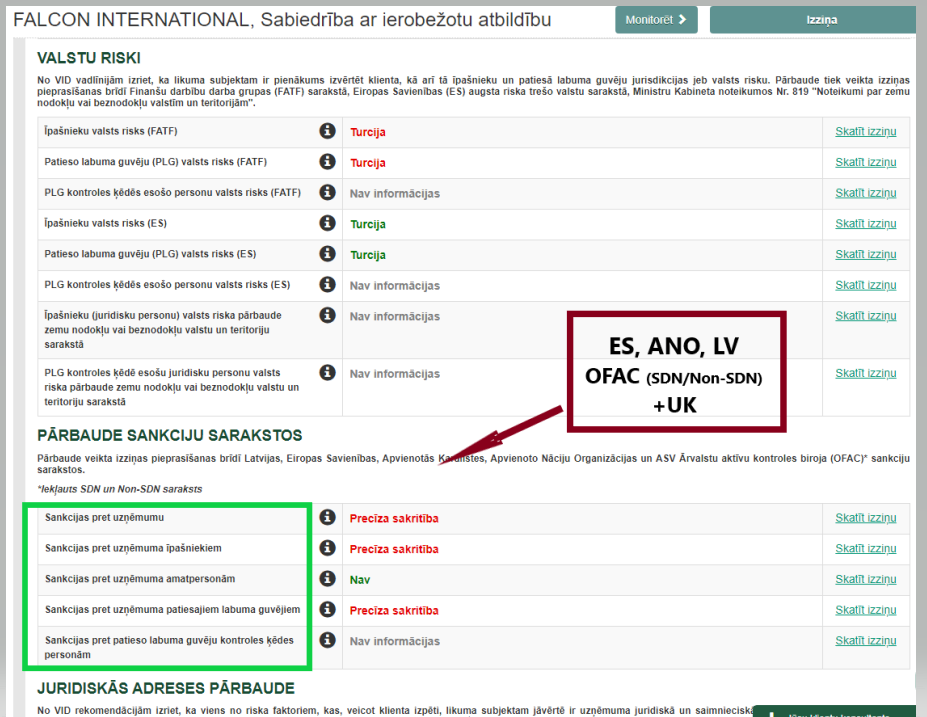 FALCON INTERNATIONAL, Sabiedrība ar ierobežotu atbildību
Monitorēt
Izziņa
VALSTU RISKI
No VID vadlīnijām izriet, ka likuma subjektam ir pienākums izvērtēt klienta, kā arī tā īpašnieku un patiesā labuma guvēju jurisdikcijas jeb valsts risku. Pārbaude tiek veikta izziņas
pieprasīšanas brīdī Finanšu darbību darba grupas (FATF) sarakstā, Eiropas Savienības (ES) augsta riska trešo valstu sarakstā, Ministru Kabineta noteikumos Nr. 819 "Noteikumi par zemu
nodokļu vai beznodokļu valstīm un teritorijām".
Īpašnieku valsts risks (FATF) Turcija Skatīt izziņu
Patieso labuma guvēju (PLG) valsts risks (FATF) Turcija Skatīt izziņu
PLG kontroles ķēdēs esošo personu valsts risks (FATF) Nav informācijas Skatīt izziņu
Īpašnieku valsts risks (ES) Turcija Skatīt izziņu
Patieso labuma guvēju (PLG) valsts risks (ES) Turcija Skatīt izziņu
PLG kontroles ķēdēs esošo personu valsts risks (ES) Nav informācijas Skatīt izziņu
Īpašnieku (juridisku personu) valsts riska pārbaude Nav informācijas Skatīt izziņu
zemu nodokļu vai beznodokļu valstu un teritoriju
sarakstā
PLG kontroles ķēdē esošu juridisku personu valsts Nav informācijas Skatīt izziņu
riska pārbaude zemu nodokļu vai beznodokļu valstu un
teritoriju sarakstā
ES, ANO, LV
OFAC (SDN/Non-SDN)
+UK
PĀRBAUDE SANKCIJU SARAKSTOS
Pārbaude veikta izziņas pieprasīšanas brīdī Latvijas, Eiropas Savienības, Apvienotās Karalistes, Apvienoto Nāciju Organizācijas un ASV Ārvalstu aktīvu kontroles biroja (OFAC)* sankciju
sarakstos.
*Iekļauts SDN un Non-SDN saraksts
Sankcijas pret uzņēmumu Precīza sakritība Skatīt izziņu
Sankcijas pret uzņēmuma īpašniekiem Precīza sakritība Skatīt izziņu
Sankcijas pret uzņēmuma amatpersonām Nav Skatīt izziņu
Sankcijas pret uzņēmuma patiesajiem labuma guvējiem Precīza sakritība Skatīt izziņu
Sankcijas pret patieso labuma guvēju kontroles ķēdes Nav informācijas Skatīt izziņu
personām
JURIDISKĀS ADRESES PĀRBAUDE
No VID rekomendācijām izriet, ka viens no riska faktoriem, kas, veicot klienta izpēti, likuma subjektam jāvērtē ir uzņēmuma juridiskā un saimnieciskā